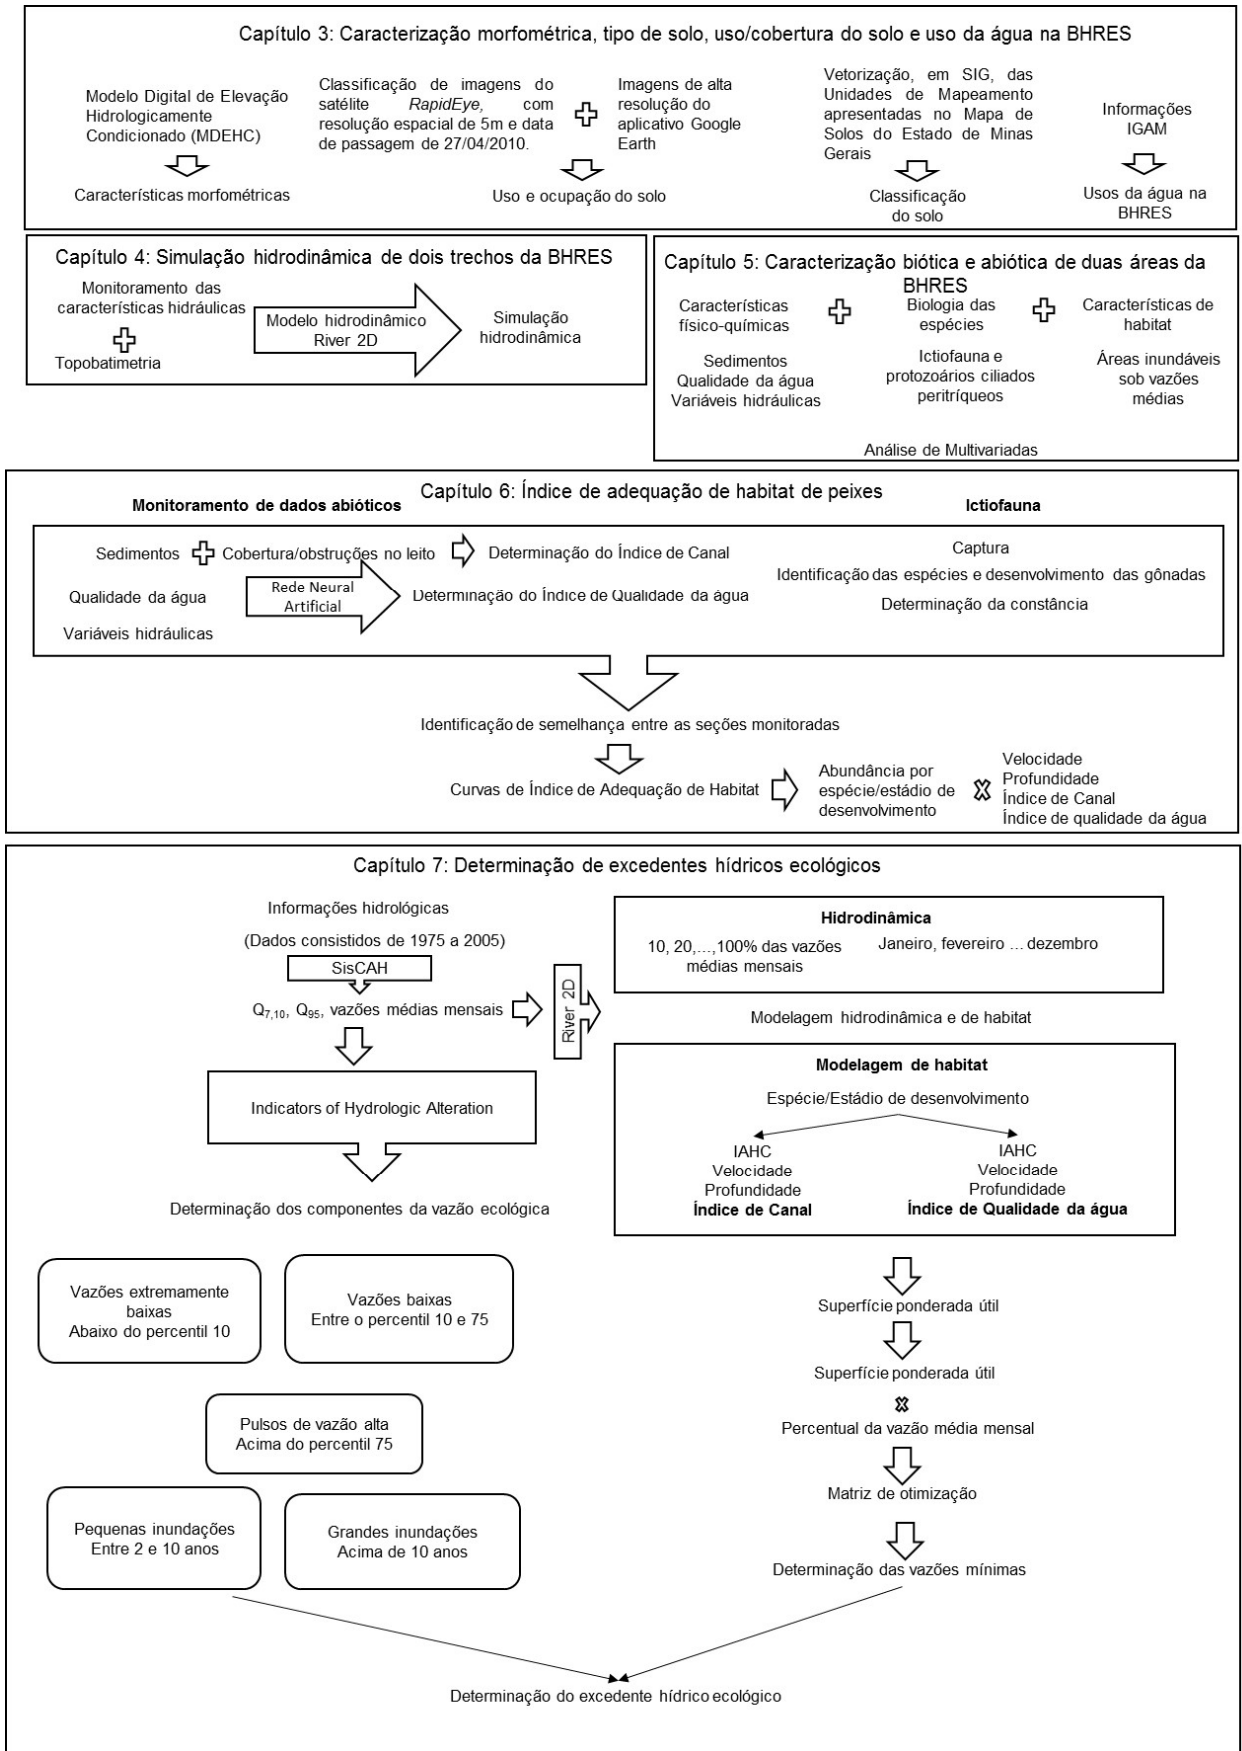 Capítulo 3: Caracterização morfométrica, tipo de solo, uso/cobertura do solo e uso da água na BHRES
Modelo Digital de Elevação
Hidrologicamente
Condicionado (MDEHC)
Características morfométricas
Classificação de imagens do
satélite RapidEye, com
resolução espacial de 5m e data
de passagem de 27/04/2010.
Imagens de alta
resolução do
aplicativo Google
Earth
Uso e ocupação do solo
Vetorização, em SIG, das
Unidades de Mapeamento
apresentadas no Mapa de
Solos do Estado de Minas
Gerais
Classificação
do solo
Informações
IGAM
Usos da água na
BHRES
Capítulo 4: Simulação hidrodinâmica de dois trechos da BHRES
Monitoramento das
características hidráulicas
Topobatimetria
Modelo hidrodinâmico
River 2D
Simulação
hidrodinâmica
Capítulo 5: Caracterização biótica e abiótica de duas áreas da
BHRES
Características
físico-químicas
Biologia das
espécies
Características de
habitat
Sedimentos
Qualidade da água
Variáveis hidráulicas
Ictiofauna e
protozoários ciliados
peritríqueos
Áreas inundáveis
sob vazões
médias
Análise de Multivariadas
Capítulo 6: Índice de adequação de habitat de peixes
Monitoramento de dados abióticos
Ictiofauna
Sedimentos
Cobertura/obstruções no leito
Determinação do Índice de Canal
Qualidade da água
Rede Neural
Artificial
Determinação do Índice de Qualidade da água
Variáveis hidráulicas
Captura
Identificação das espécies e desenvolvimento das gônadas
Determinação da constância
Identificação de semelhança entre as seções monitoradas
Curvas de Índice de Adequação de Habitat
Abundância por
espécie/estádio de
desenvolvimento
Velocidade
Profundidade
Índice de Canal
Índice de qualidade da água
Capítulo 7: Determinação de excedentes hídricos ecológicos
Informações hidrológicas
(Dados consistidos de 1975 a 2005)
SisCAH
Q7,10, Q95, vazões médias mensais
River 2D
Indicators of Hydrologic Alteration
Determinação dos componentes da vazão ecológica
Hidrodinâmica
10, 20,...,100% das vazões
médias mensais
Janeiro, fevereiro ... dezembro
Modelagem hidrodinâmica e de habitat
Modelagem de habitat
Espécie/Estádio de desenvolvimento
IAHC
Velocidade
Profundidade
Índice de Canal
IAHC
Velocidade
Profundidade
Índice de Qualidade da água
Vazões extremamente
baixas
Abaixo do percentil 10
Vazões baixas
Entre o percentil 10 e 75
Pulsos de vazão alta
Acima do percentil 75
Pequenas inundações
Entre 2 e 10 anos
Grandes inundações
Acima de 10 anos
Superfície ponderada útil
Superfície ponderada útil
Percentual da vazão média mensal
Matriz de otimização
Determinação das vazões mínimas
Determinação do excedente hídrico ecológico